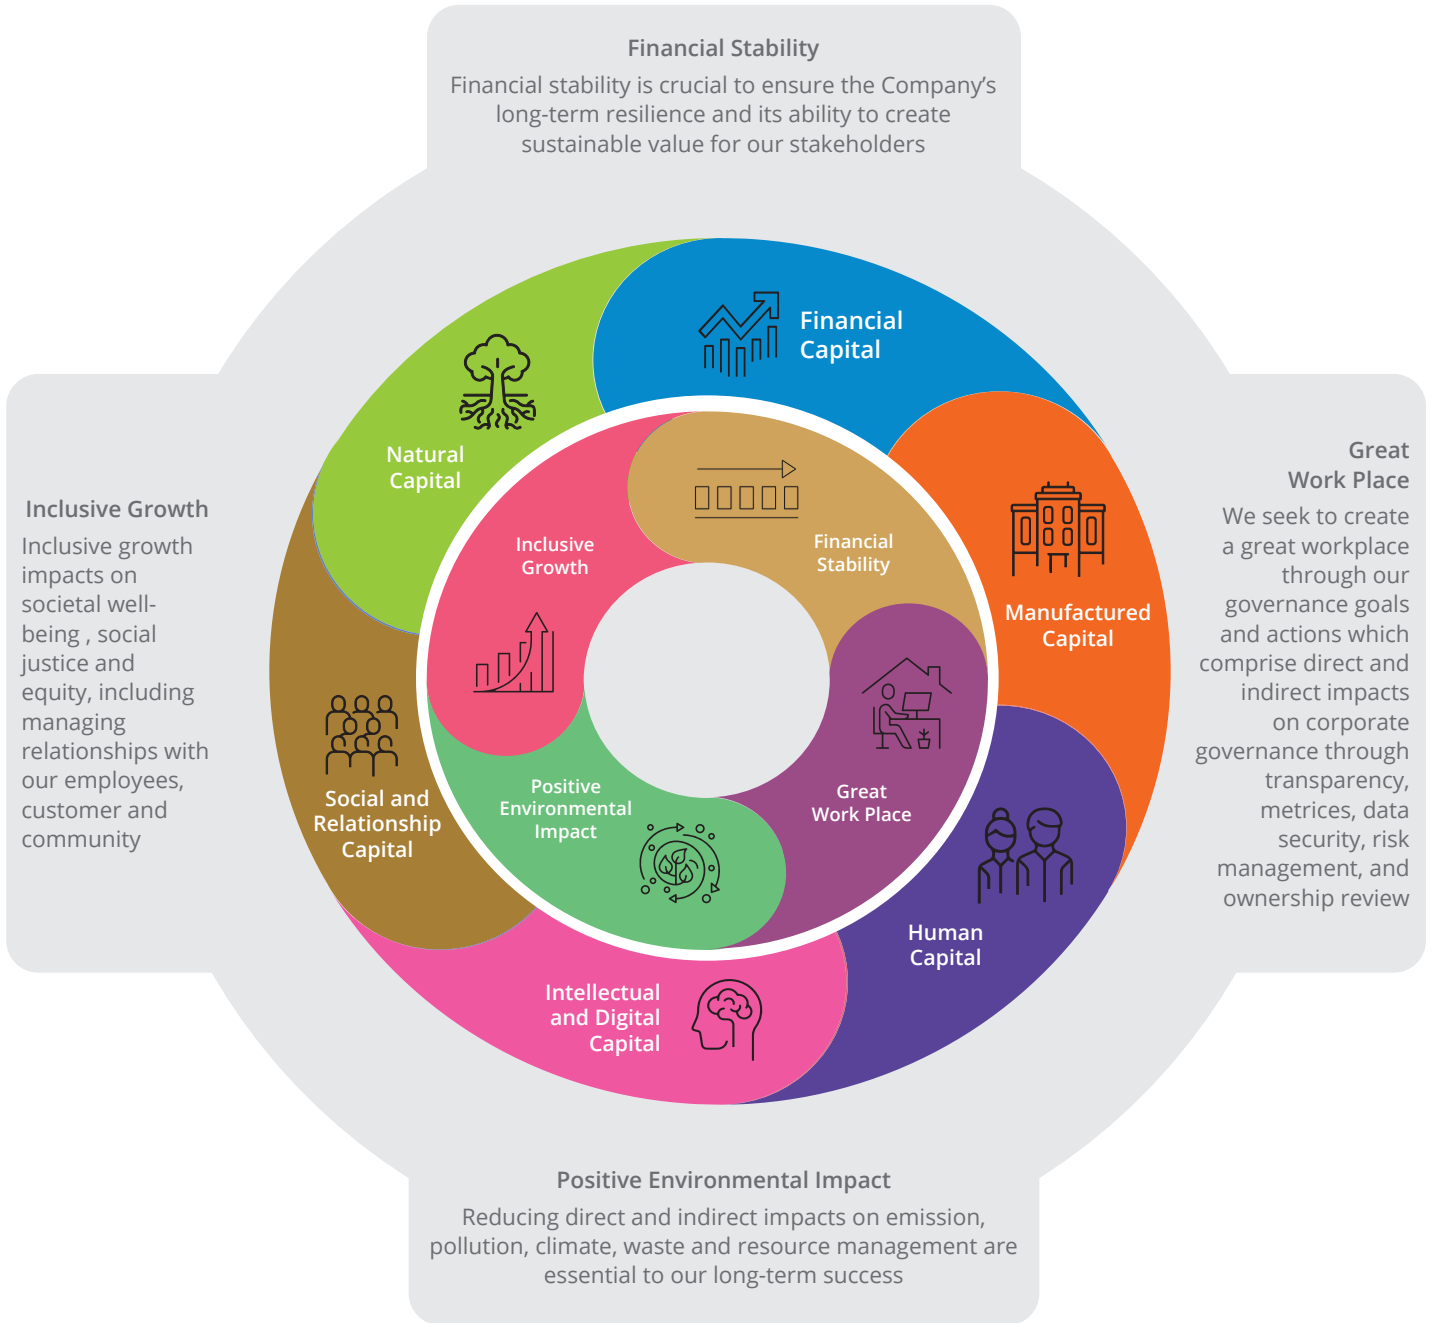 Financial Stability
Financial stability is crucial to ensure the Company's
long-term resilience and its ability to create
sustainable value for our stakeholders
Financial
Capital
Natural
Capital
Manufactured
Capital
Social and
Relationship
Capital
Human
Capital
Intellectual
and Digital
Capital
Inclusive
Growth
Financial
Stability
Positive
Environmental
Impact
Great
Work Place
Inclusive Growth
Inclusive growth
impacts on
societal well-
being , social
justice and
equity, including
managing
relationships with
our employees,
customer and
community
Great
Work Place
We seek to create
a great workplace
through our
governance goals
and actions which
comprise direct and
indirect impacts
on corporate
governance through
transparency,
metrices, data
security, risk
management, and
ownership review
Positive Environmental Impact
Reducing direct and indirect impacts on emission,
pollution, climate, waste and resource management are
essential to our long-term success